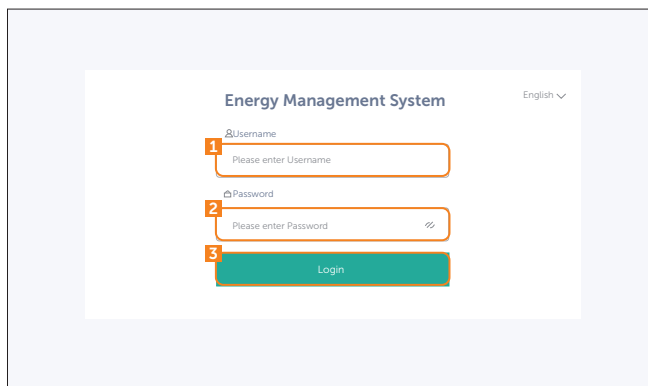 Energy Management System
English
Username
1
Please enter Username
Password
2
Please enter Password
3
Login